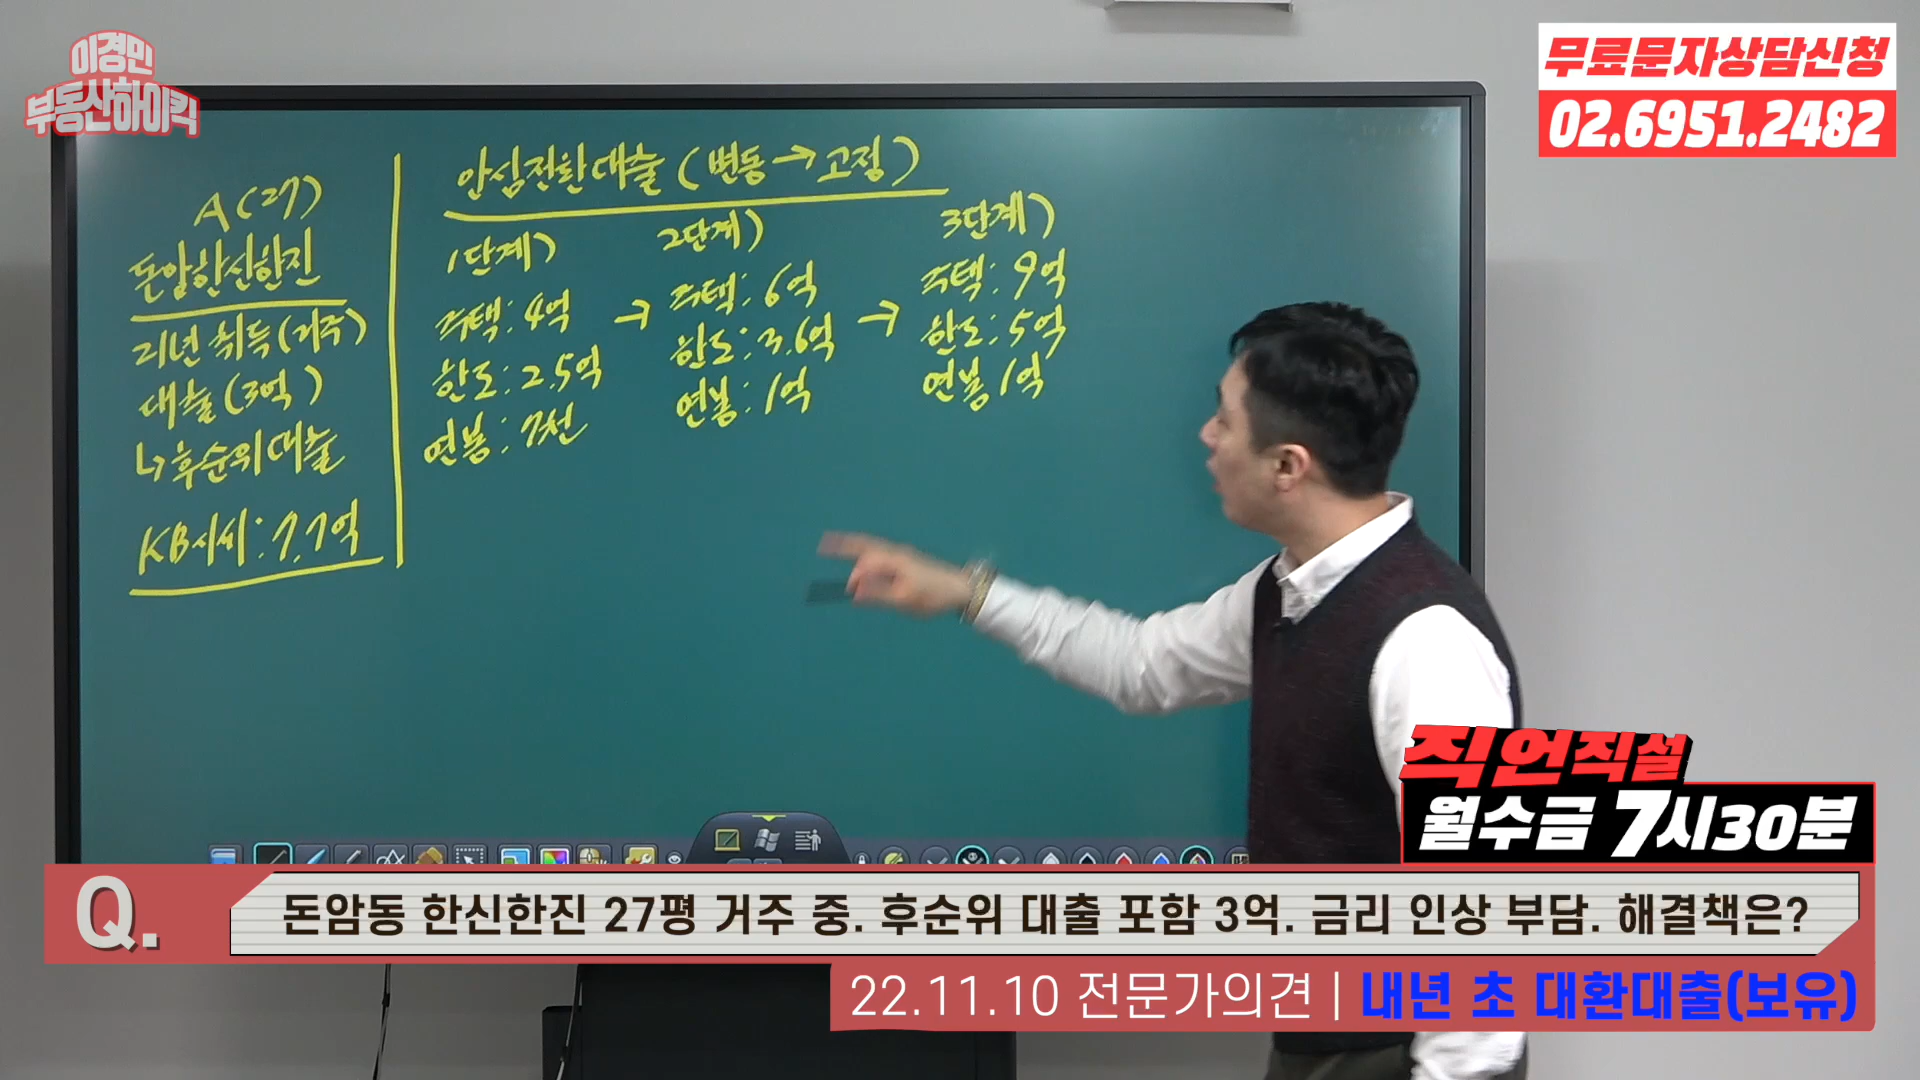 이경민
부동산하이킥
무료문자상담신청
02.6951.2482
A(27)
돈암한신한진
21년 취득(거주)
대출(3억)
↳후순위대출
KB시세:7.7억
안심전환대출(변동→고정)
1단계)
주택:4억
한도:2.5억
연봉:7천
→
2단계)
주택:6억
한도:3.6억
연봉:1억
→
3단계)
주택:9억
한도:5억
연봉 1억
직언직설
월수금 7시30분
Q.
돈암동 한신한진 27평 거주 중. 후순위 대출 포함 3억. 금리 인상 부담. 해결책은?
22.11.10 전문가의견 | 내년 초 대환대출(보유)